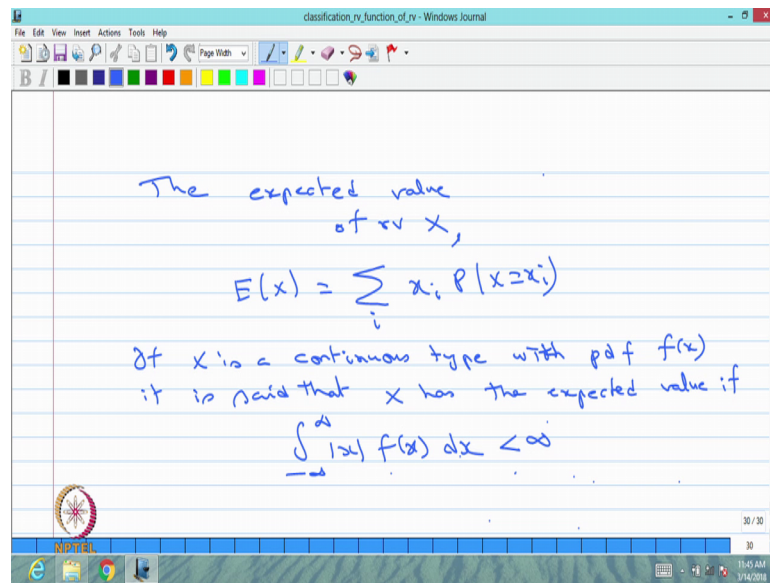 classification_rv_function_of_rv - Windows Journal
File Edit View Insert Actions Tools Help
Page Width
B I
The expected value
of rv X,
E(x) = ∑ xᵢ P(X=xᵢ)
i
If X is a continuous type with pdf f(x)
it is said that X has the expected value if
∫ |x| f(x) dx < ∞
-∞ ∞
30 / 30
NPTEL
30
11:45 AM
3/14/2018